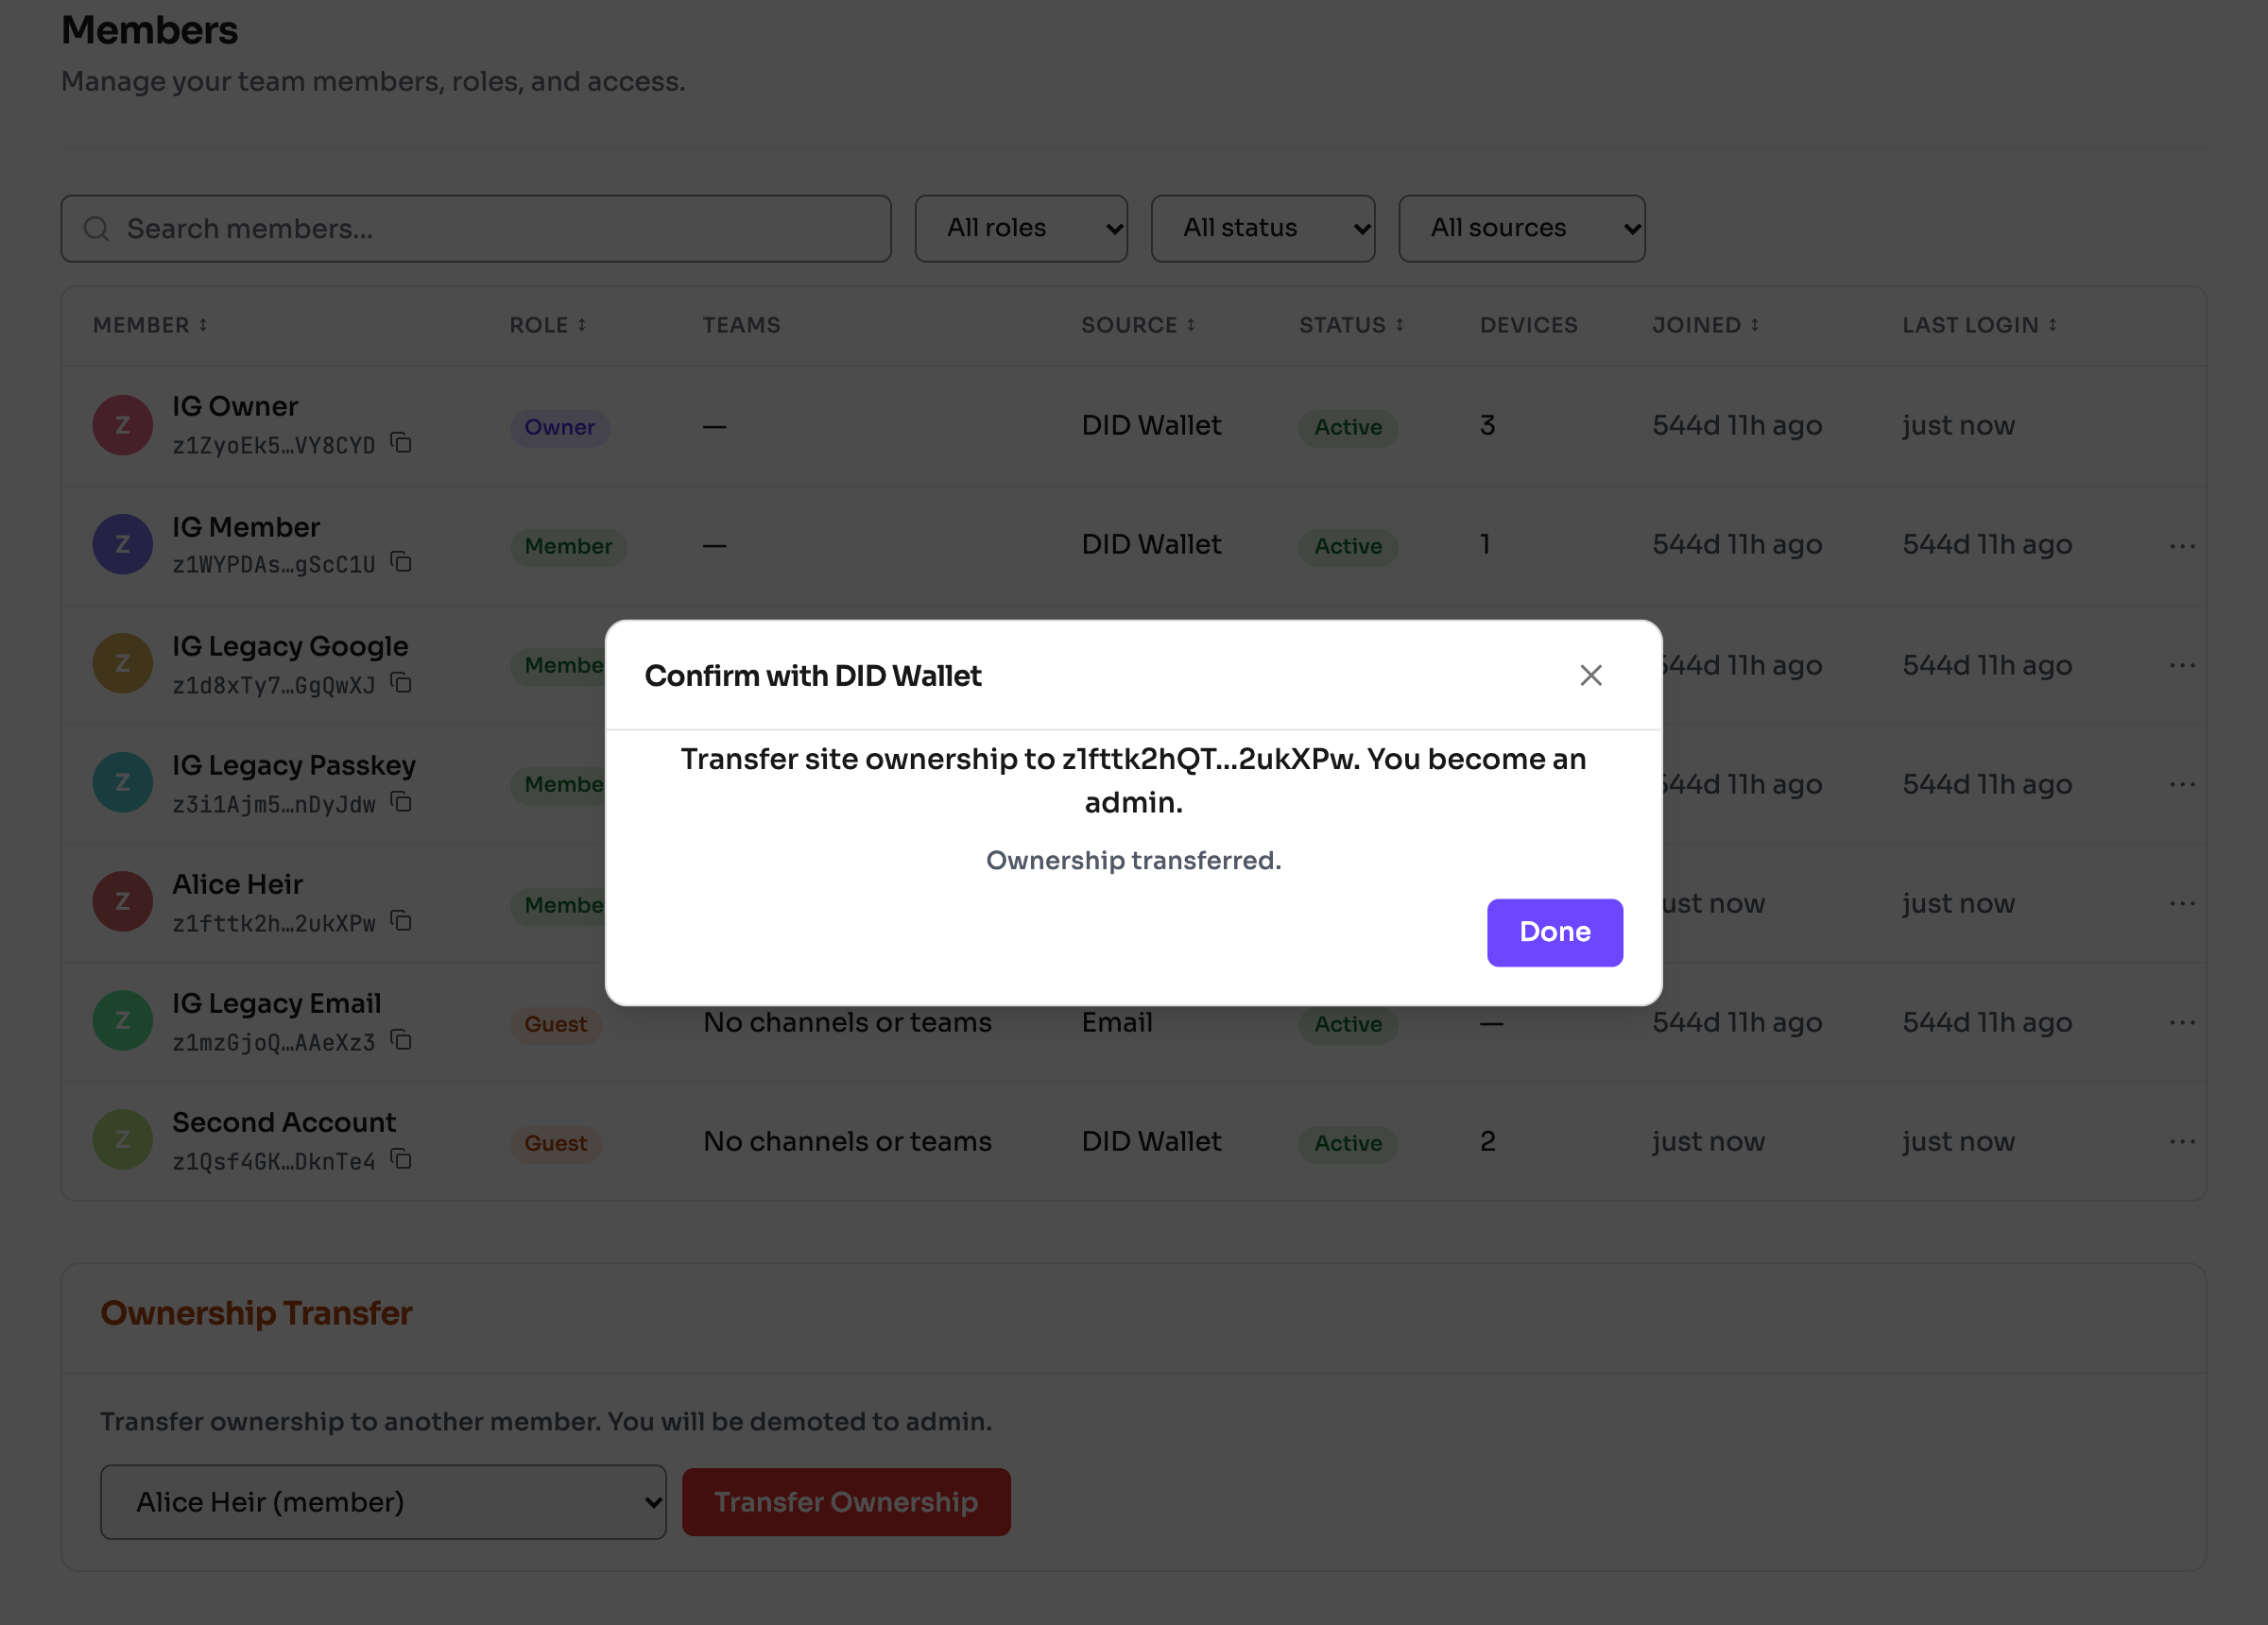 Members
Manage your team members, roles, and access.
Search members...
All roles
All status
All sources
MEMBER ROLE TEAMS SOURCE STATUS DEVICES JOINED LAST LOGIN
Z
IG Owner
z1ZyoEk5…VY8CYD
Owner — DID Wallet Active 3 544d 11h ago just now
Z
IG Member
z1WYPDAs…gScC1U
Member — DID Wallet Active 1 544d 11h ago 544d 11h ago ···
Z
IG Legacy Google
z1d8xTy7…GgQwXJ
Membe 544d 11h ago 544d 11h ago ···
Z
IG Legacy Passkey
z3i1Ajm5…nDyJdw
Membe 544d 11h ago 544d 11h ago ···
Z
Alice Heir
z1fttk2h…2ukXPw
Membe ust now just now ···
Z
IG Legacy Email
z1mzGjoQ…AAeXz3
Guest No channels or teams Email Active — 544d 11h ago 544d 11h ago ···
Z
Second Account
z1Qsf4GK…DknTe4
Guest No channels or teams DID Wallet Active 2 just now just now ···
Confirm with DID Wallet
Transfer site ownership to z1fttk2hQT…2ukXPw. You become an
admin.
Ownership transferred.
Done
Ownership Transfer
Transfer ownership to another member. You will be demoted to admin.
Alice Heir (member)
Transfer Ownership